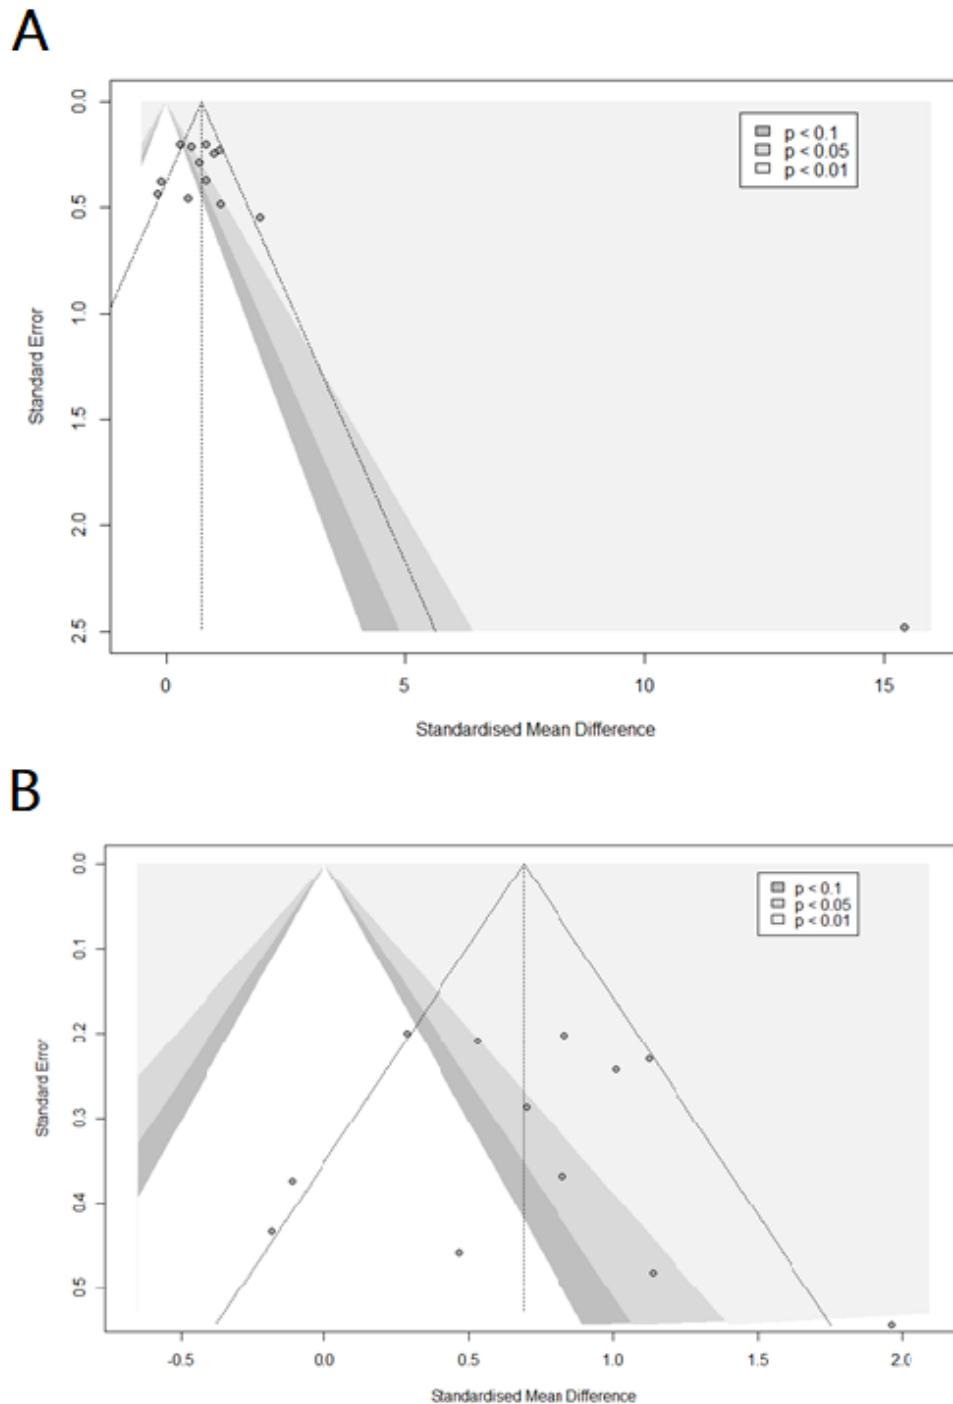 A
0.0
0.5
1.0
1.5
2.0
2.5
Standard Error
p < 0.1
p < 0.05
p < 0.01
0 5 10 15
Standardised Mean Difference
B
0.0
0.1
0.2
0.3
0.4
0.5
Standard Error
p < 0.1
p < 0.05
p < 0.01
-0.5 0.0 0.5 1.0 1.5 2.0
Standardised Mean Difference